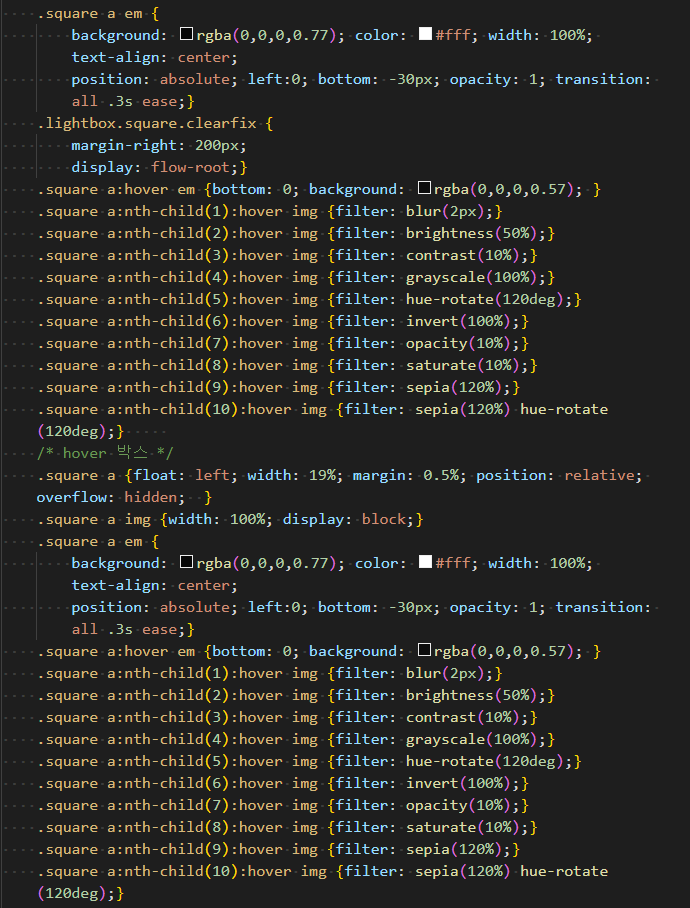 .square a em {
background: rgba(0,0,0,0.77); color: #fff; width: 100%;
text-align: center;
position: absolute; left:0; bottom: -30px; opacity: 1; transition:
all .3s ease;}
.lightbox.square.clearfix {
margin-right: 200px;
display: flow-root;}
.square a:hover em {bottom: 0; background: rgba(0,0,0,0.57); }
.square a:nth-child(1):hover img {filter: blur(2px);}
.square a:nth-child(2):hover img {filter: brightness(50%);}
.square a:nth-child(3):hover img {filter: contrast(10%);}
.square a:nth-child(4):hover img {filter: grayscale(100%);}
.square a:nth-child(5):hover img {filter: hue-rotate(120deg);}
.square a:nth-child(6):hover img {filter: invert(100%);}
.square a:nth-child(7):hover img {filter: opacity(10%);}
.square a:nth-child(8):hover img {filter: saturate(10%);}
.square a:nth-child(9):hover img {filter: sepia(120%);}
.square a:nth-child(10):hover img {filter: sepia(120%) hue-rotate
(120deg);}
/* hover 박스 */
.square a {float: left; width: 19%; margin: 0.5%; position: relative;
overflow: hidden;  }
.square a img {width: 100%; display: block;}
.square a em {
background: rgba(0,0,0,0.77); color: #fff; width: 100%;
text-align: center;
position: absolute; left:0; bottom: -30px; opacity: 1; transition:
all .3s ease;}
.square a:hover em {bottom: 0; background: rgba(0,0,0,0.57); }
.square a:nth-child(1):hover img {filter: blur(2px);}
.square a:nth-child(2):hover img {filter: brightness(50%);}
.square a:nth-child(3):hover img {filter: contrast(10%);}
.square a:nth-child(4):hover img {filter: grayscale(100%);}
.square a:nth-child(5):hover img {filter: hue-rotate(120deg);}
.square a:nth-child(6):hover img {filter: invert(100%);}
.square a:nth-child(7):hover img {filter: opacity(10%);}
.square a:nth-child(8):hover img {filter: saturate(10%);}
.square a:nth-child(9):hover img {filter: sepia(120%);}
.square a:nth-child(10):hover img {filter: sepia(120%) hue-rotate
(120deg);}